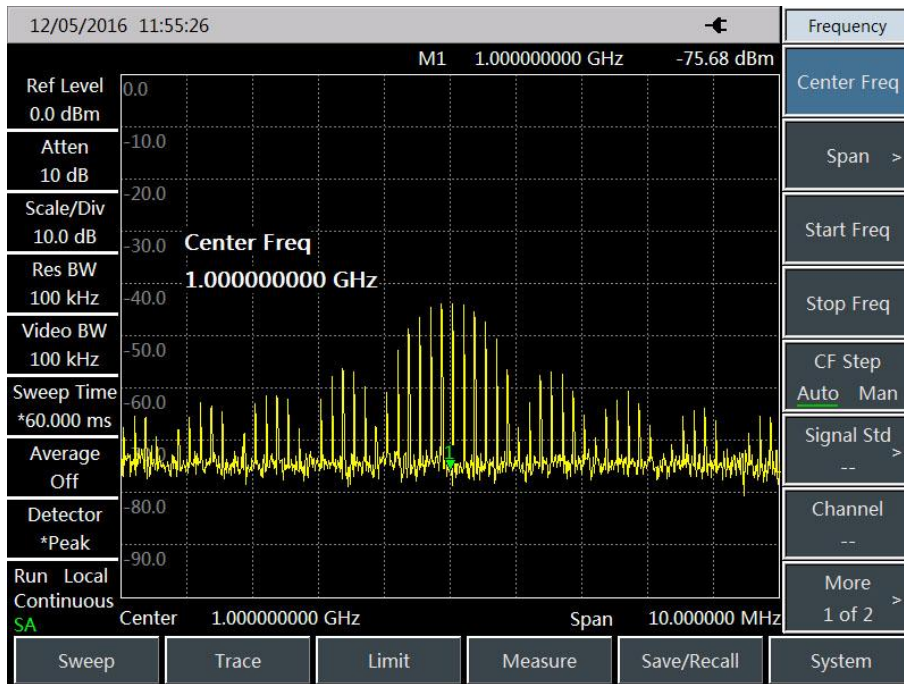 12/05/2016 11:55:26
M1 1.000000000 GHz -75.68 dBm
Ref Level
0.0 dBm
Atten
10 dB
Scale/Div
10.0 dB
Res BW
100 kHz
Video BW
100 kHz
Sweep Time
*60.000 ms
Average
Off
Detector
*Peak
Run Local
Continuous
SA
0.0
-10.0
-20.0
-30.0
-40.0
-50.0
-60.0
-80.0
-90.0
Center Freq
1.000000000 GHz
1
Center 1.000000000 GHz Span 10.000000 MHz
Frequency
Center Freq
Span >
Start Freq
Stop Freq
CF Step
Auto Man
Signal Std
>
--
Channel
--
More
>
1 of 2
Sweep Trace Limit Measure Save/Recall System